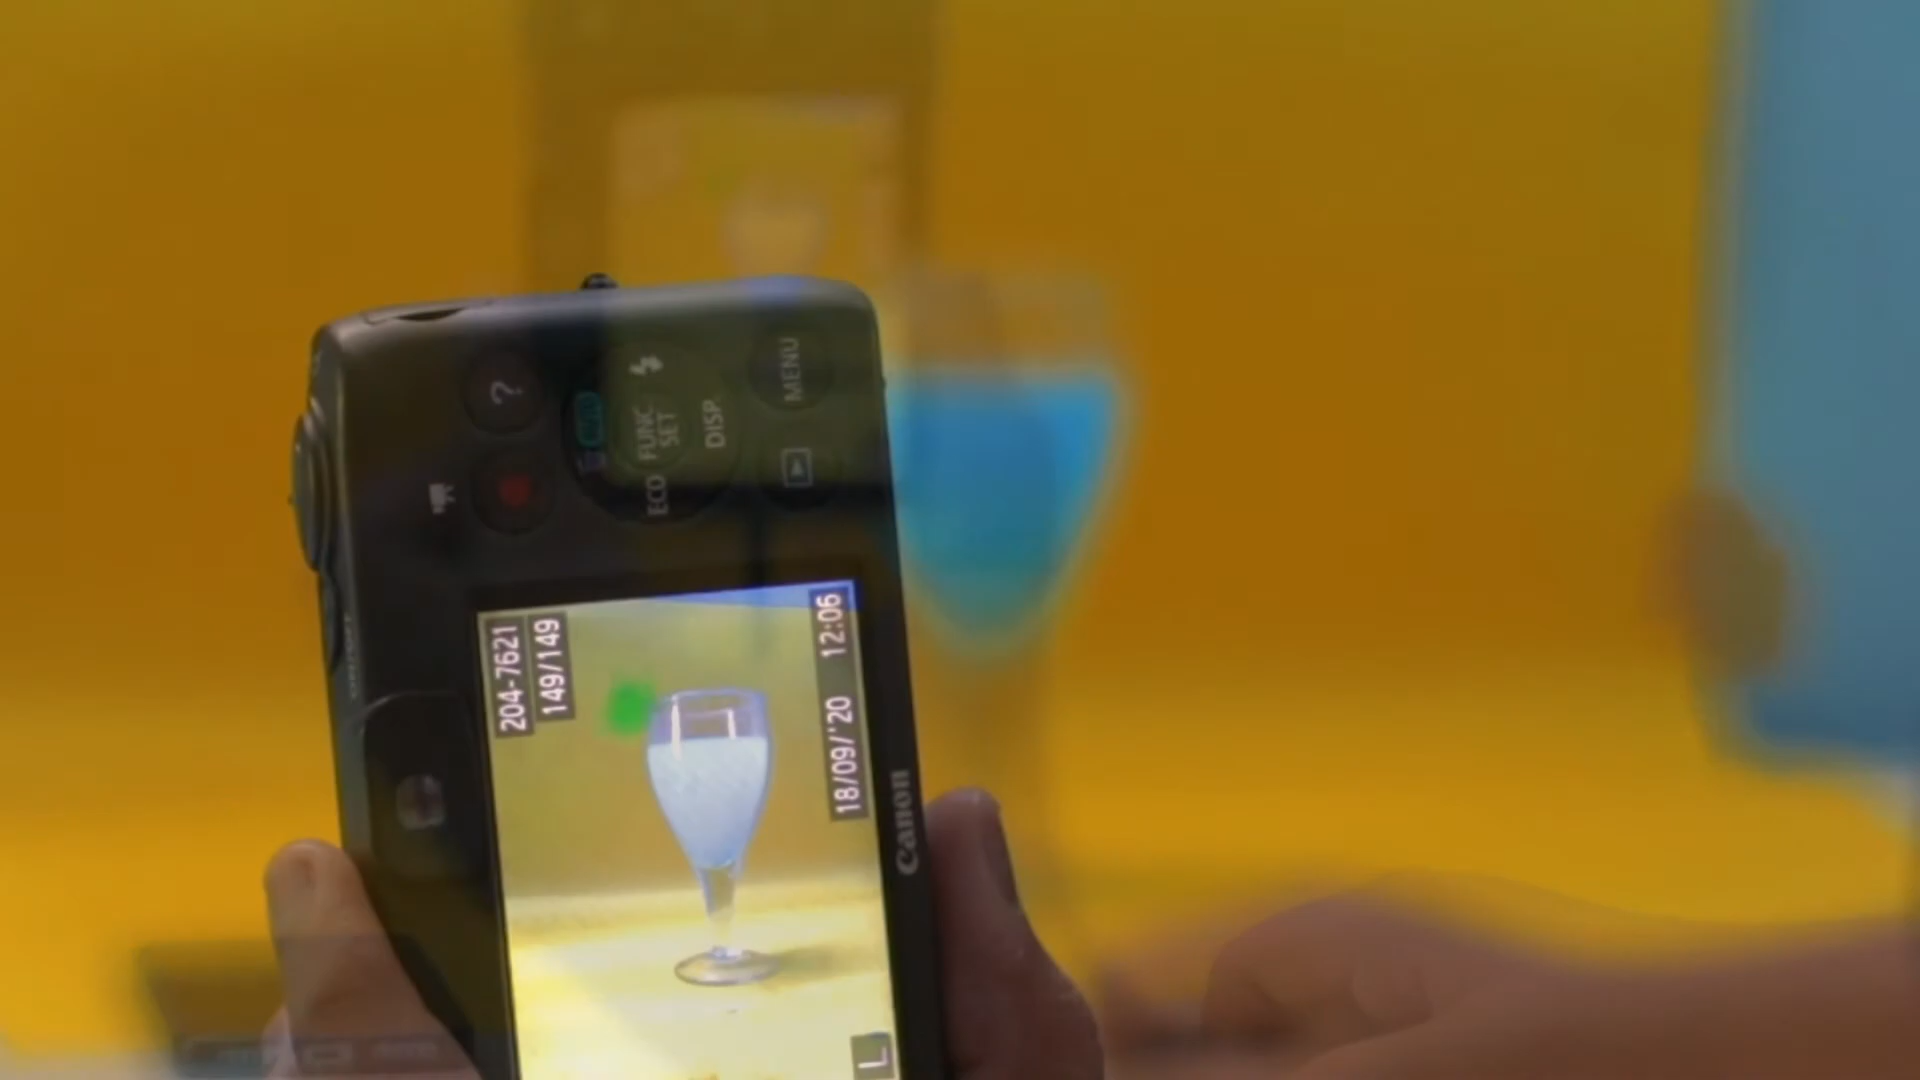 ?
FUNC.
SET
DISP.
MENU
ECO
204-7621
149/149
12:06
18/09/'20
Canon
L